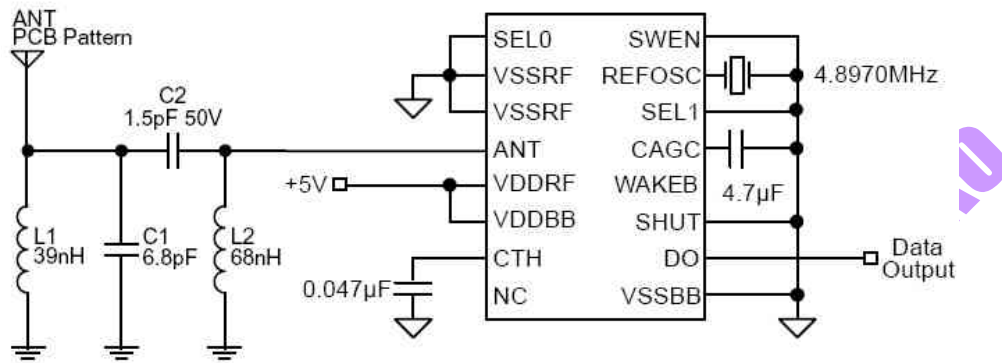 ANT
PCB Pattern
C2
1.5pF 50V
L1
39nH
C1
6.8pF
L2
68nH
+5V
0.047µF
SEL0
VSSRF
VSSRF
ANT
VDDRF
VDDBB
CTH
NC
SWEN
REFOSC
SEL1
CAGC
WAKEB
SHUT
DO
VSSBB
4.8970MHz
4.7µF
Data
Output